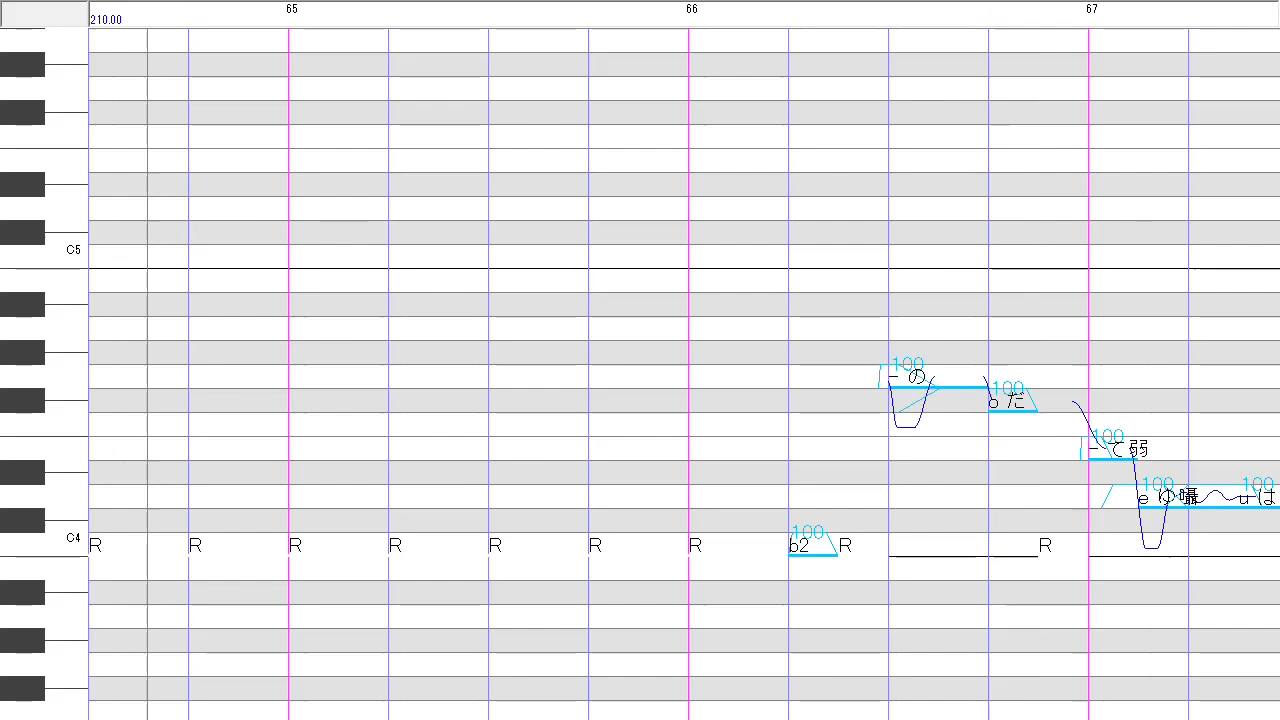 65 66 67
210.00
C5
100
- の
100
o だ
100
- て弱
100 100
e ゆ囁 u は
C4
100
R R R R R R R b2 R R